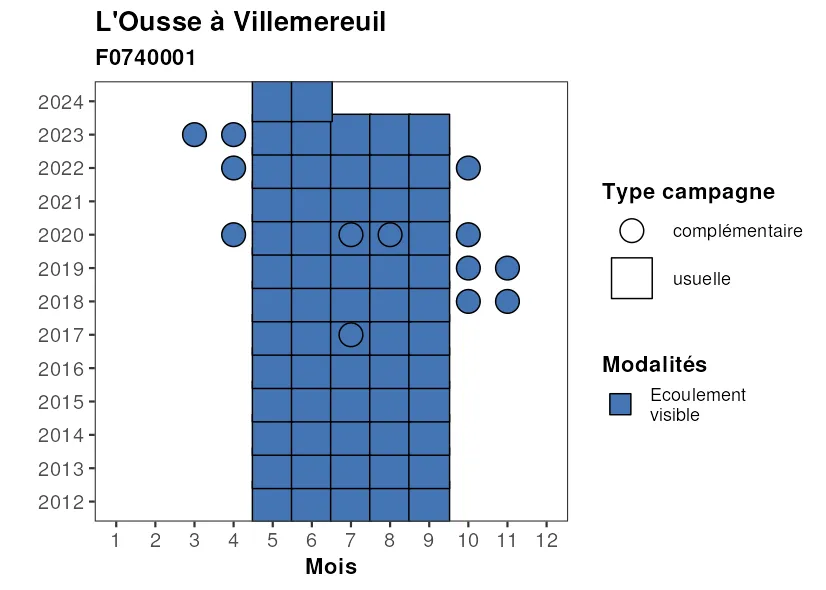 L'Ousse à Villemereuil
F0740001
2024
2023
2022
2021
2020
2019
2018
2017
2016
2015
2014
2013
2012
1 2 3 4 5 6 7 8 9 10 11 12
Mois
Type campagne
complémentaire
usuelle
Modalités
Ecoulement
visible